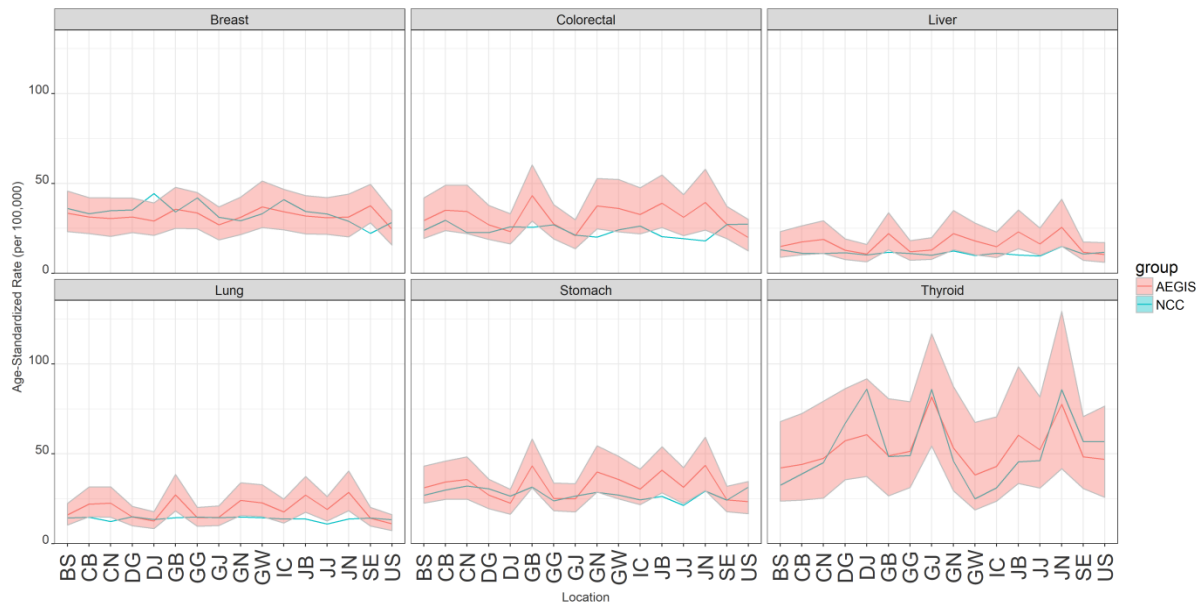 Breast Colorectal Liver
Age-Standardized Rate (per 100,000)
100
50
0
group
AEGIS
NCC
Lung Stomach Thyroid
100
50
0
BS CB CN DG DJ GB GG GJ GN GW IC JB JJ JN SE US BS CB CN DG DJ GB GG GJ GN GW IC JB JJ JN SE US BS CB CN DG DJ GB GG GJ GN GW IC JB JJ JN SE US
Location